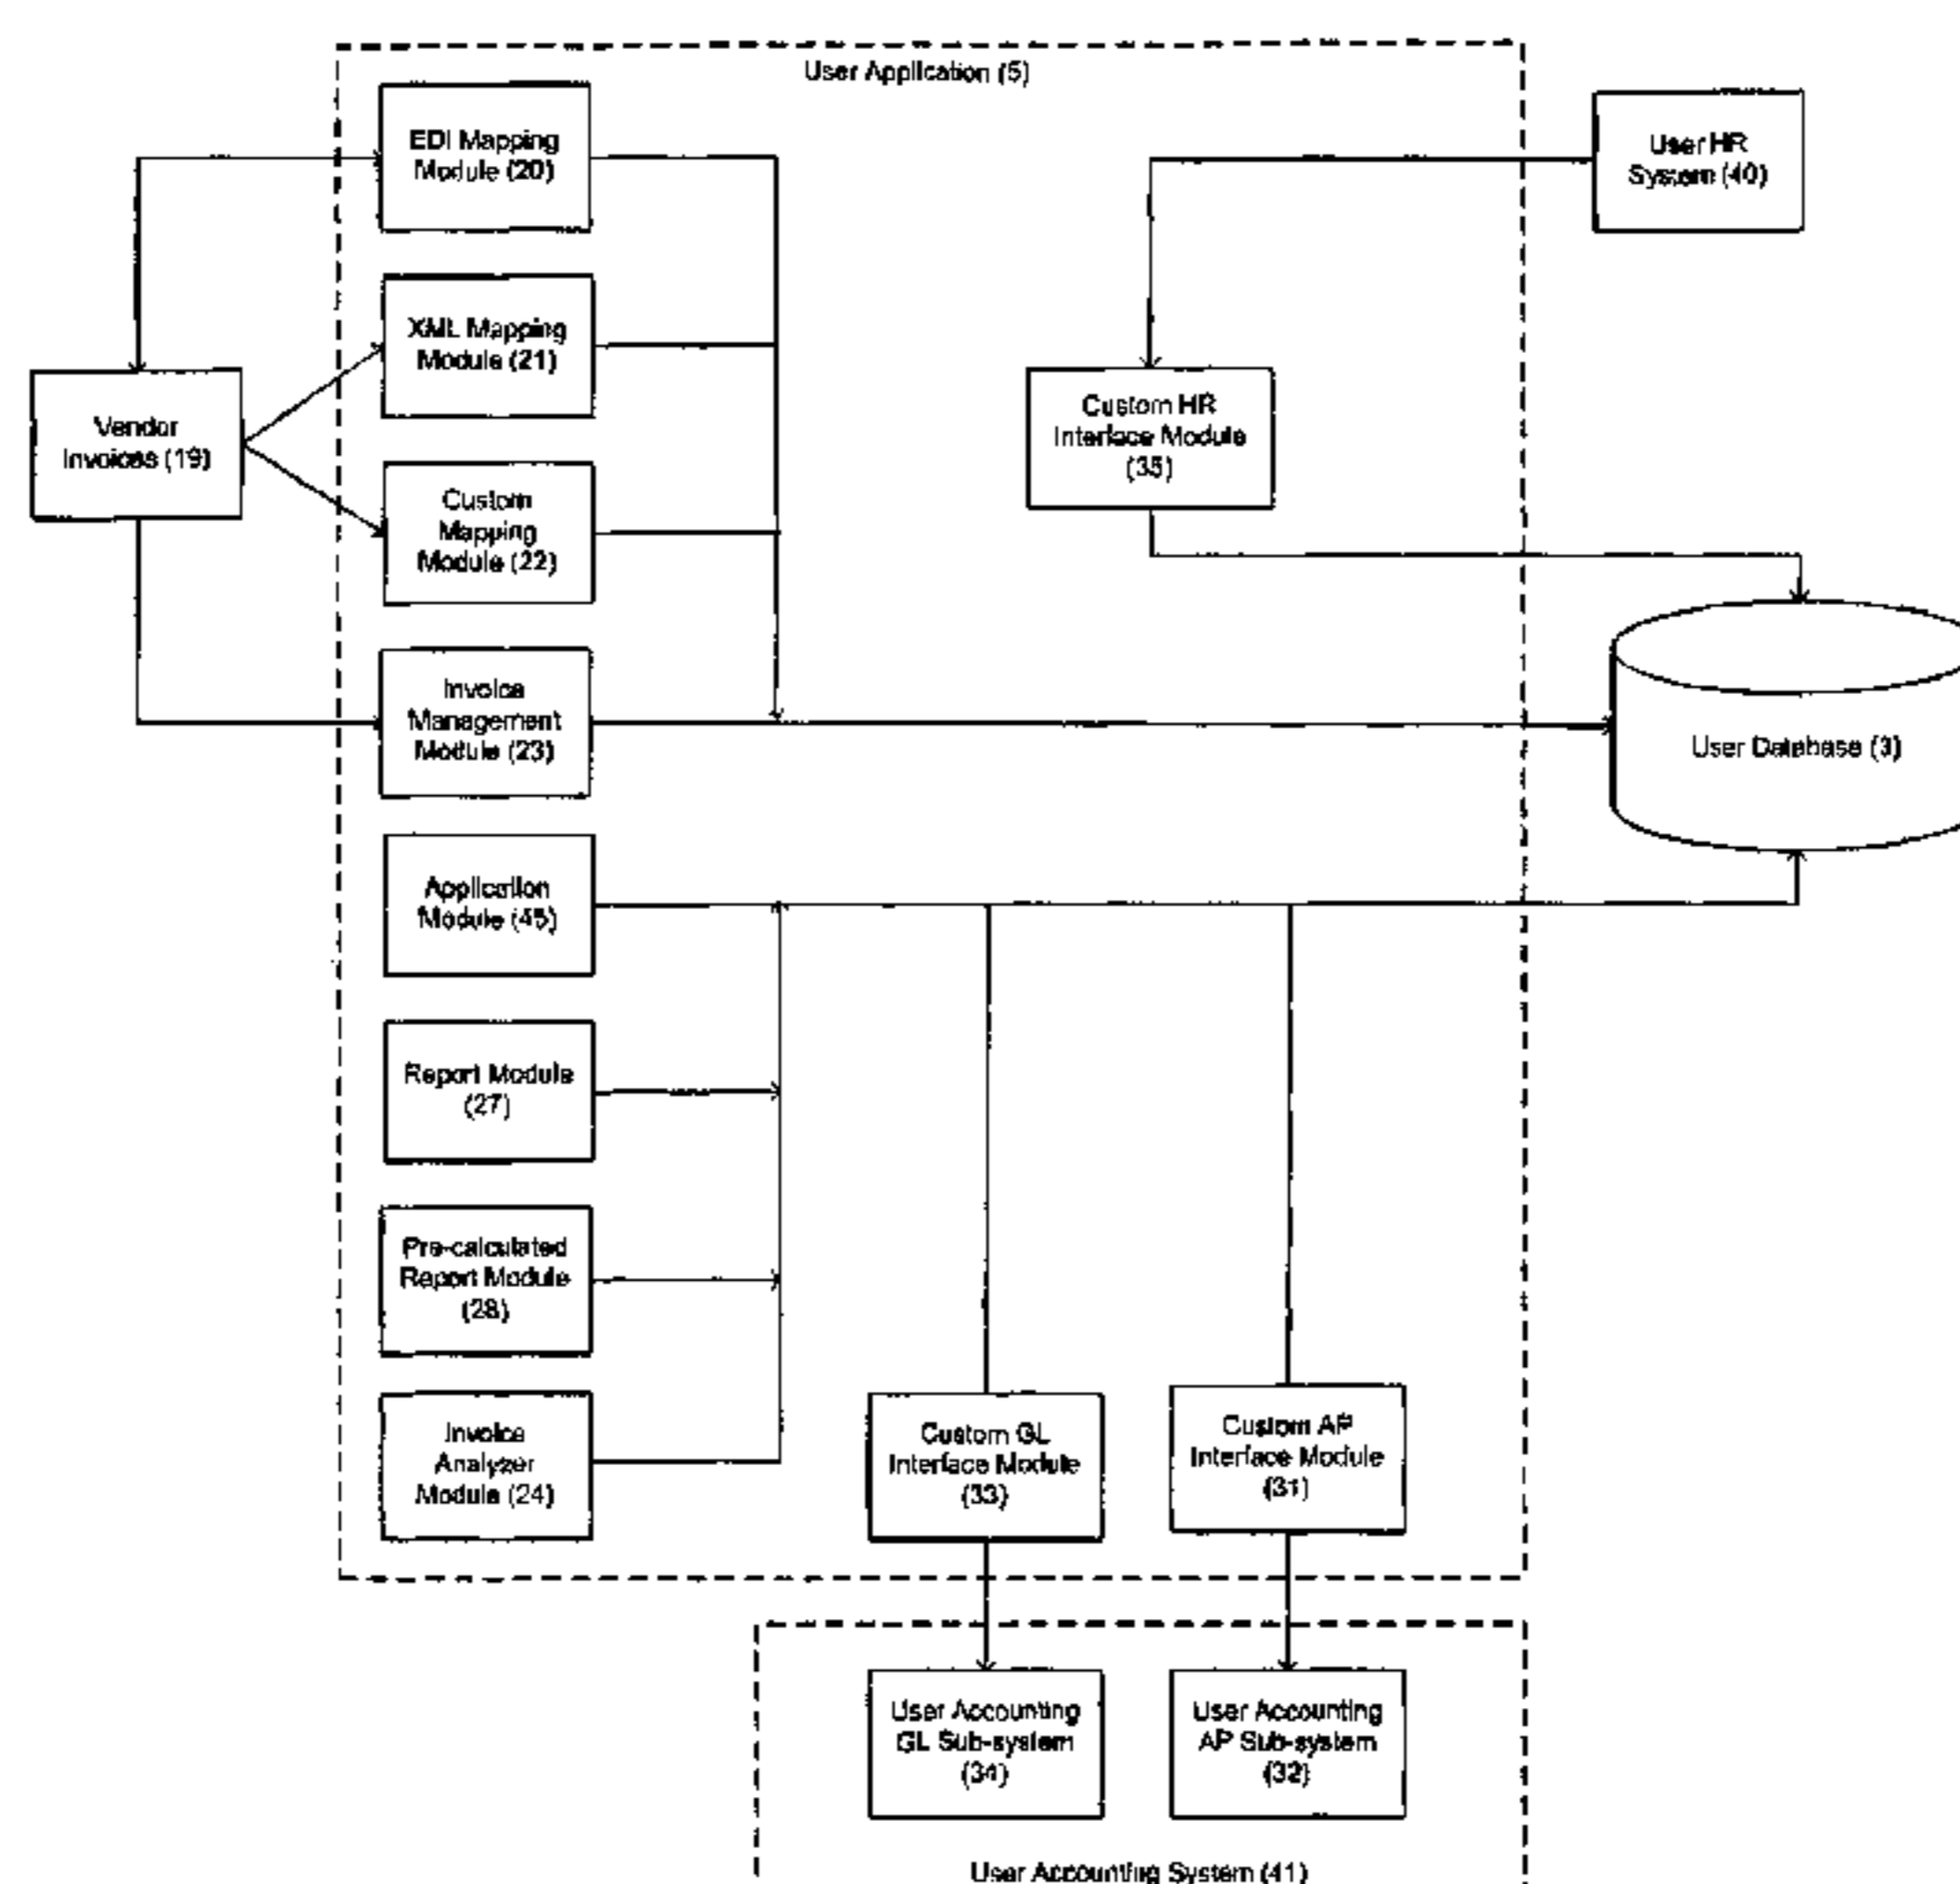 User Application (5)
EDI Mapping
Module (20)
User HR
System (40)
XML Mapping
Module (21)
Vendor
Invoices (19)
Custom HR
Interface Module
(35)
Custom
Mapping
Module (22)
Invoice
Management
Module (23)
User Database (3)
Application
Module (45)
Report Module
(27)
Pre-calculated
Report Module
(28)
Invoice
Analyzer
Module (24)
Custom GL
Interface Module
(33)
Custom AP
Interface Module
(31)
User Accounting
GL Sub-system
(34)
User Accounting
AP Sub-system
(32)
User Accounting System (41)